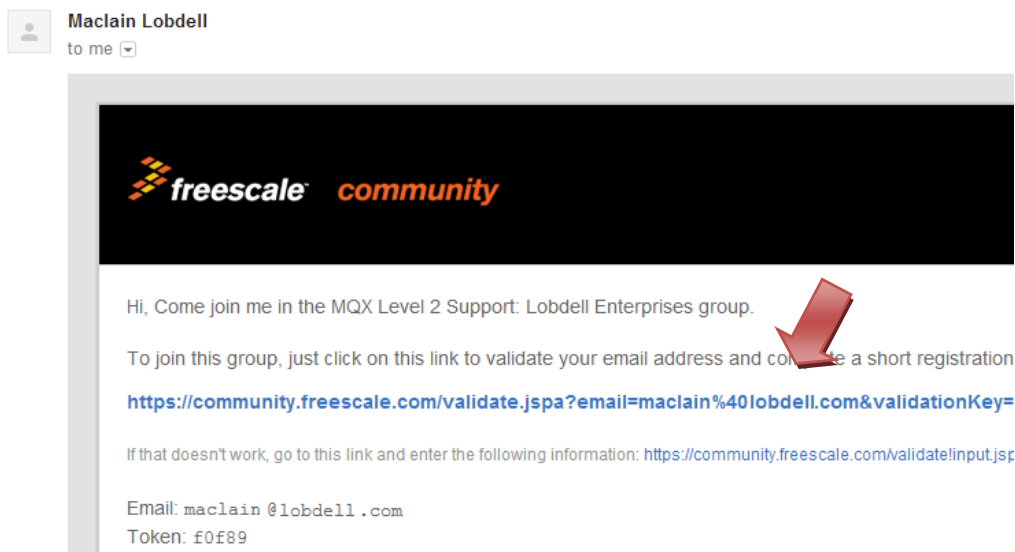 Maclain Lobdell
to me
freescale™ community
Hi, Come join me in the MQX Level 2 Support: Lobdell Enterprises group.
To join this group, just click on this link to validate your email address and a short registration
https://community.freescale.com/validate.jspa?email=maclain%40lobdell.com&validationKey=
If that doesn't work, go to this link and enter the following information: https://community.freescale.com/validate!input.jsp
Email: maclain @lobdell.com
Token: f0f89